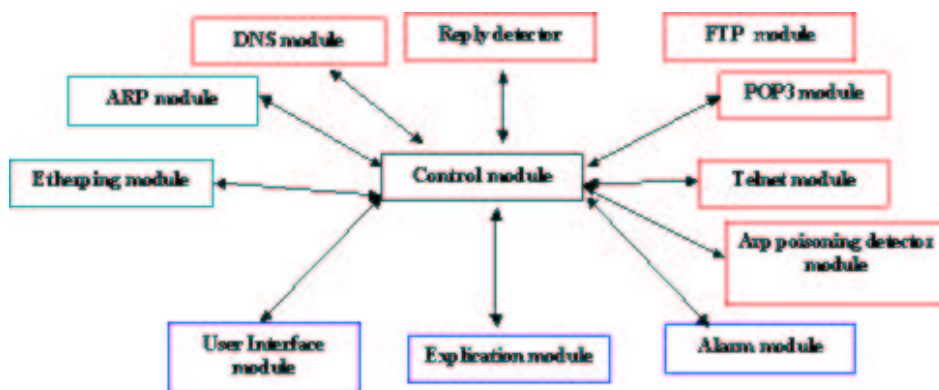 DNS module
Reply detector
FTP module
ARP module
POP3 module
Etherping module
Control module
Telnet module
Arp poisoning detector
module
User Interface
module
Explication module
Alarm module